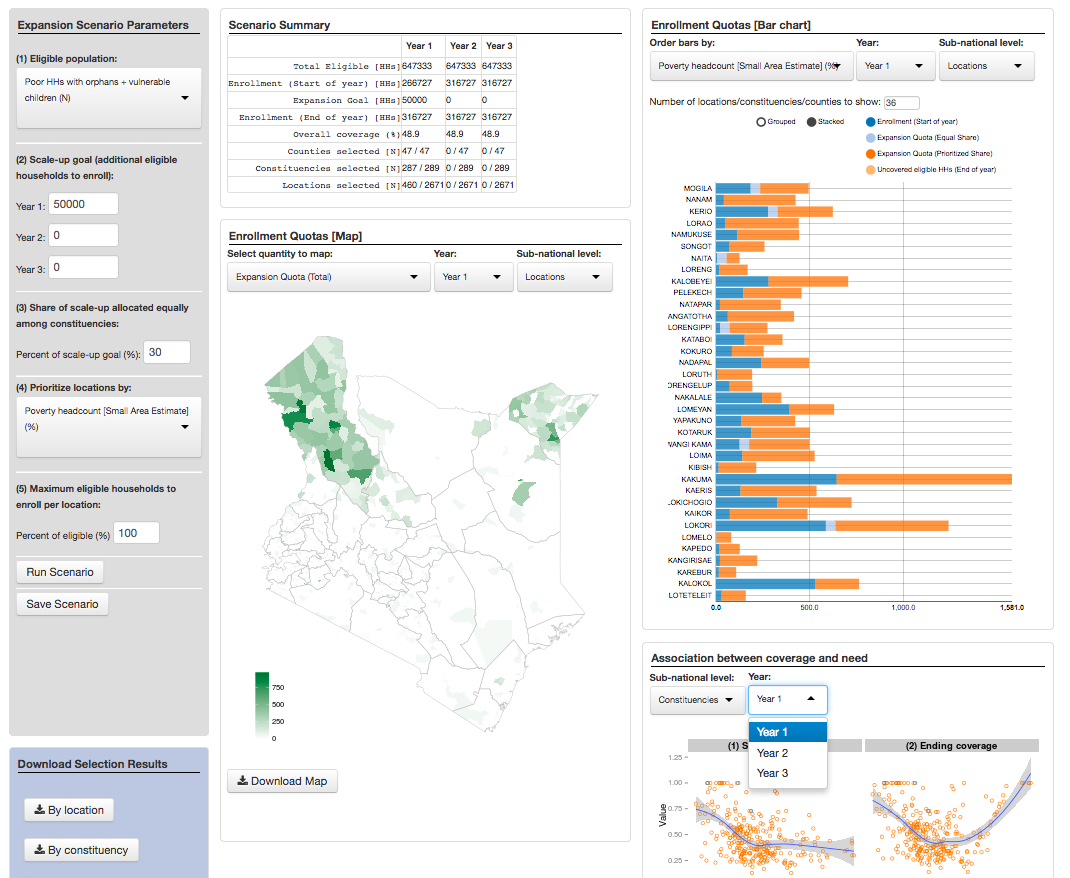 Expansion Scenario Parameters
(1) Eligible population:
Poor HHs with orphans + vulnerable
children (N)
(2) Scale-up goal (additional eligible
households to enroll):
Year 1: 50000
Year 2: 0
Year 3: 0
(3) Share of scale-up allocated equally
among constituencies:
Percent of scale-up goal (%): 30
(4) Prioritize locations by:
Poverty headcount [Small Area Estimate]
(%)
(5) Maximum eligible households to
enroll per location:
Percent of eligible (%) 100
Run Scenario
Save Scenario
Download Selection Results
By location
By constituency
Scenario Summary
Year 1 Year 2 Year 3
Total Eligible [HHs] 647333 647333 647333
Enrollment (Start of year) [HHs] 266727 316727 316727
Expansion Goal [HHs] 50000 0 0
Enrollment (End of year) [HHs] 316727 316727 316727
Overall coverage (%) 48.9 48.9 48.9
Counties selected [N] 47 / 47 0 / 47 0 / 47
Constituencies selected [N] 287 / 289 0 / 289 0 / 289
Locations selected [N] 460 / 2671 0 / 2671 0 / 2671
Enrollment Quotas [Map]
Select quantity to map: Year: Sub-national level:
Expansion Quota (Total) Year 1 Locations
750
500
250
0
Download Map
Enrollment Quotas [Bar chart]
Order bars by: Year: Sub-national level:
Poverty headcount [Small Area Estimate] (% Year 1 Locations
Number of locations/constituencies/counties to show: 36
Grouped Stacked Enrollment (Start of year)
Expansion Quota (Equal Share)
Expansion Quota (Prioritized Share)
Uncovered eligible HHs (End of year)
MOGILA
NANAM
KERIO
LORAO
NAMUKUSE
SONGOT
NAITA
LORENG
KALOBEYEI
PELEKECH
NATAPAR
ANGATOTHA
LORENGIPPI
KATABOI
KOKURO
NADAPAL
LORUTH
ORENGELUP
NAKALALE
LOMEYAN
YAPAKUNO
KOTARUK
VANGI KAMA
LOIMA
KIBISH
KAKUMA
KAERIS
LOKICHOGIO
KAIKOR
LOKORI
LOMELO
KAPEDO
KANGIRISAE
KAREBUR
KALOKOL
LOTETELEIT
0.0 500.0 1,000.0 1,581.0
Association between coverage and need
Sub-national level: Year:
Constituencies Year 1
Year 1
Year 2
Year 3
(1) S (2) Ending coverage
1.25
1.00
0.75
0.50
0.25
Value